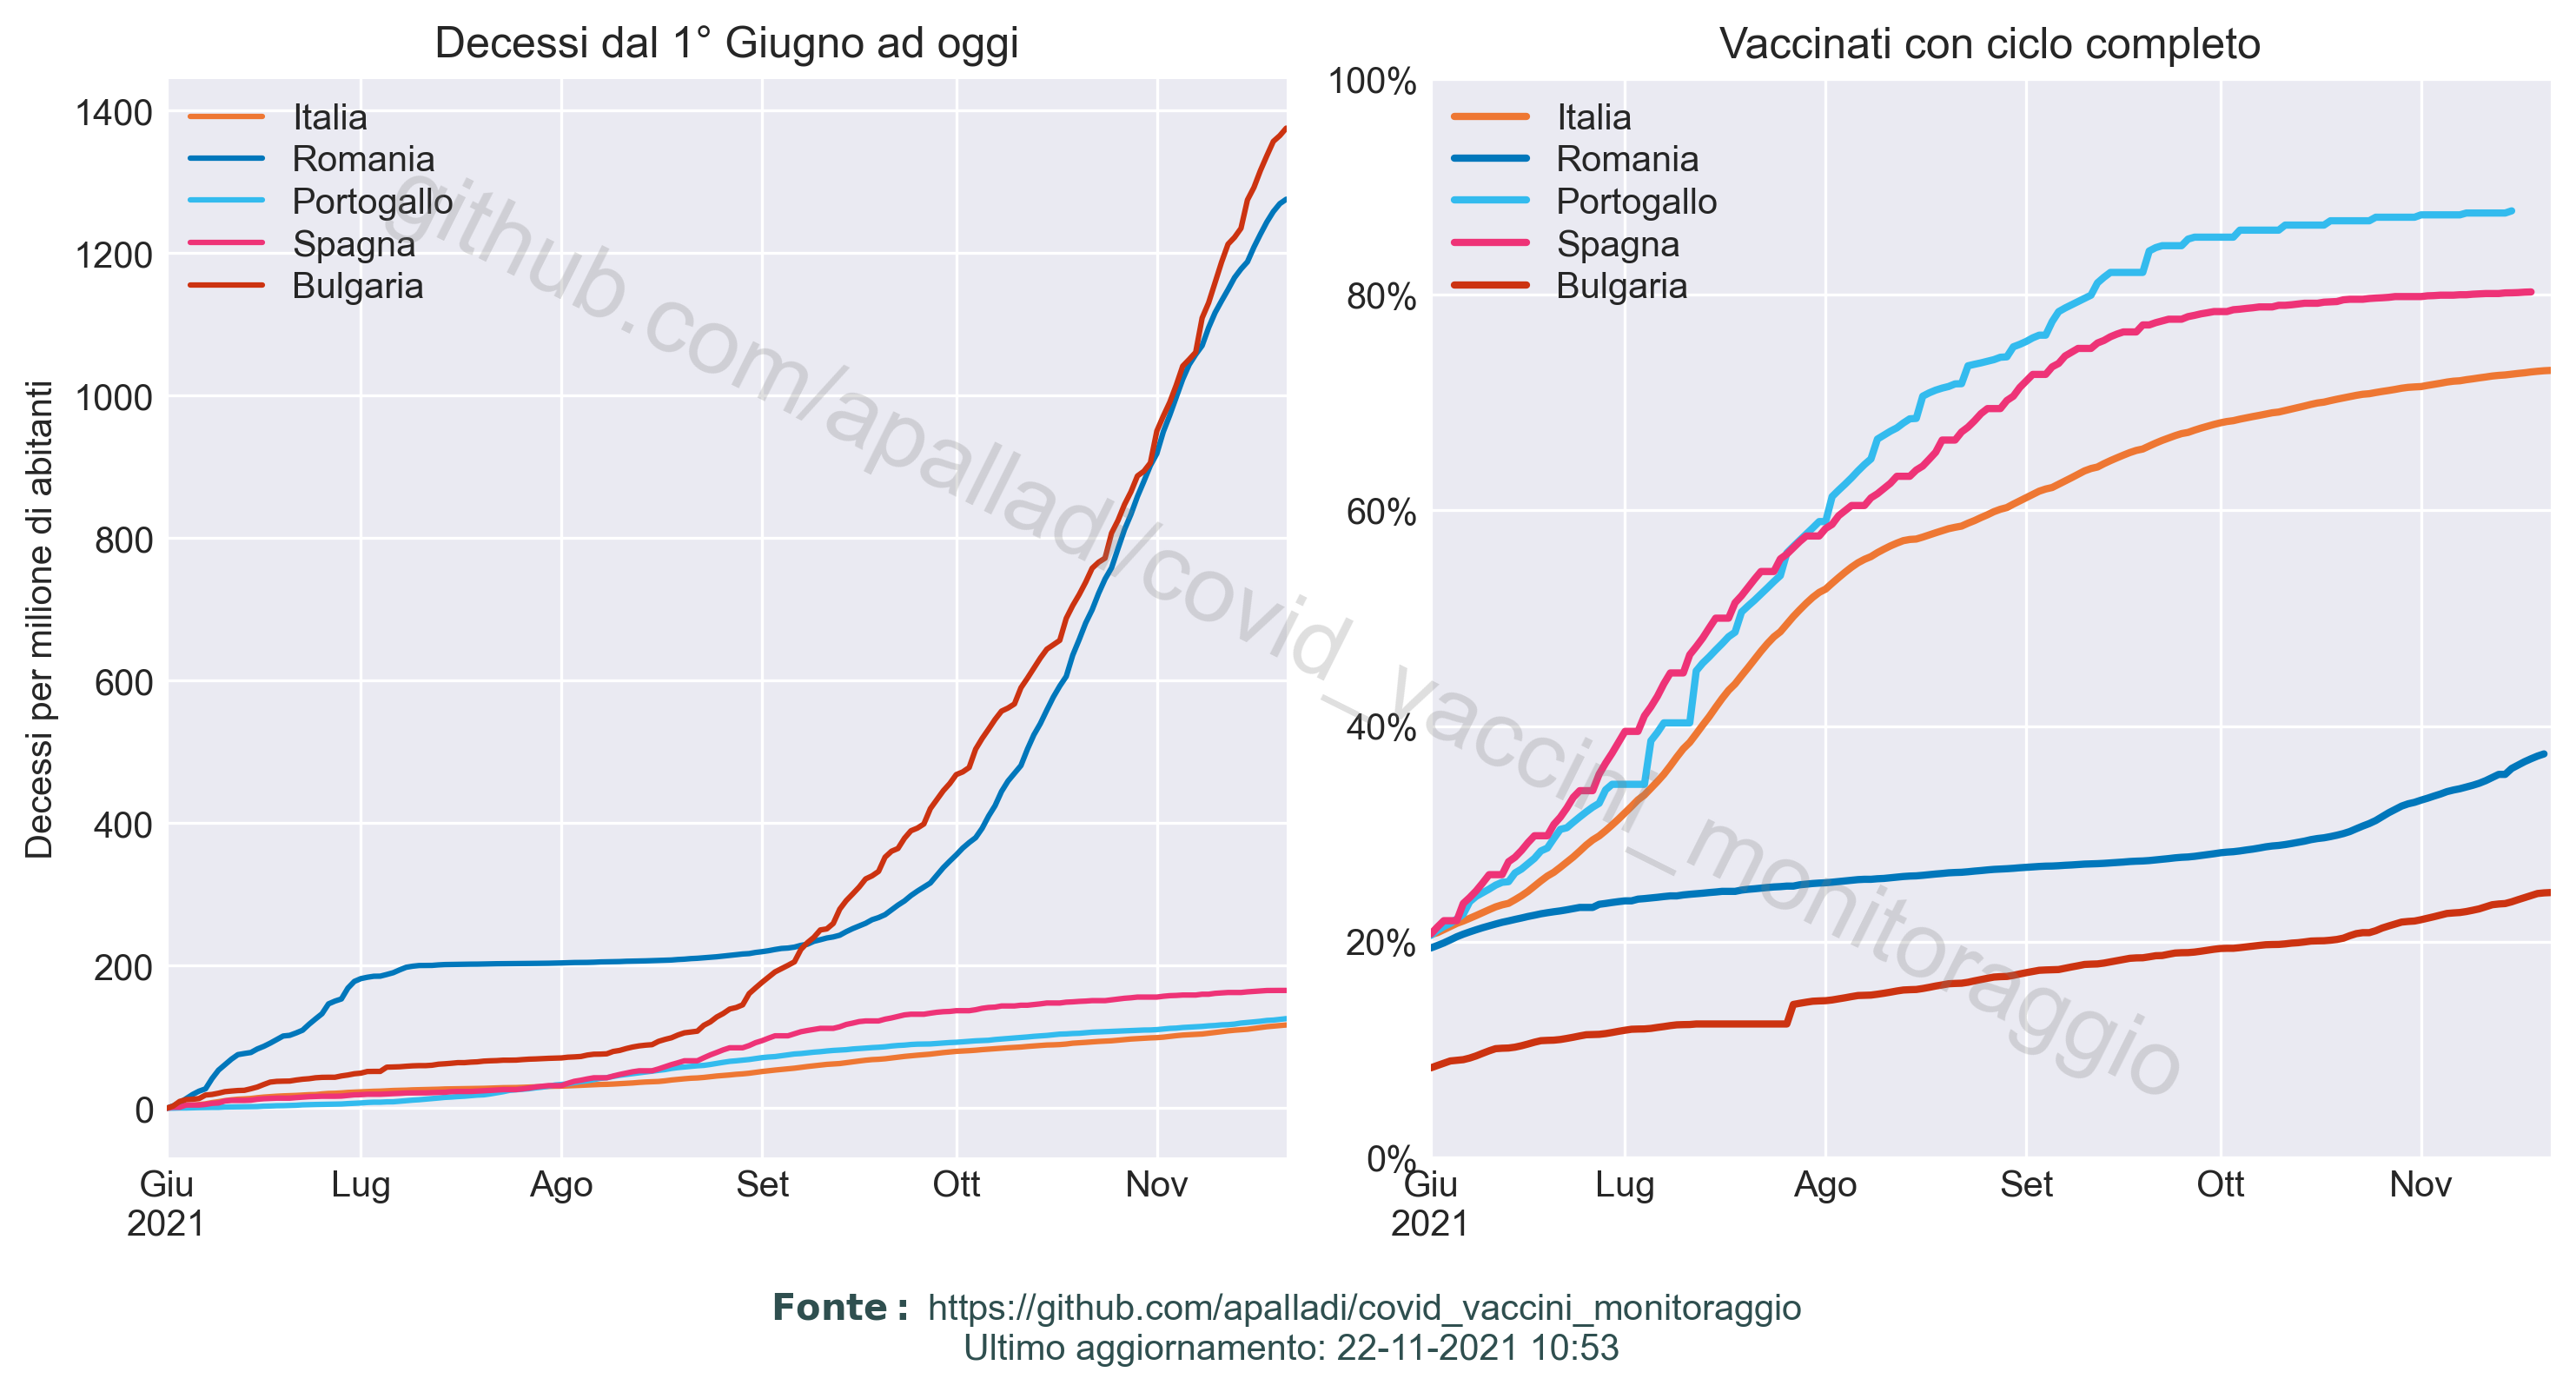 Decessi dal 1° Giugno ad oggi
Decessi per milione di abitanti
1400
1200
1000
800
600
400
200
0
Italia
Romania
Portogallo
Spagna
Bulgaria
Giu
2021
Lug
Ago
Set
Ott
Nov
Vaccinati con ciclo completo
100%
80%
60%
40%
20%
0%
Italia
Romania
Portogallo
Spagna
Bulgaria
Giu
2021
Lug
Ago
Set
Ott
Nov
github.com/apalladi/covid_vaccini_monitoraggio
Fonte: https://github.com/apalladi/covid_vaccini_monitoraggio
Ultimo aggiornamento: 22-11-2021 10:53